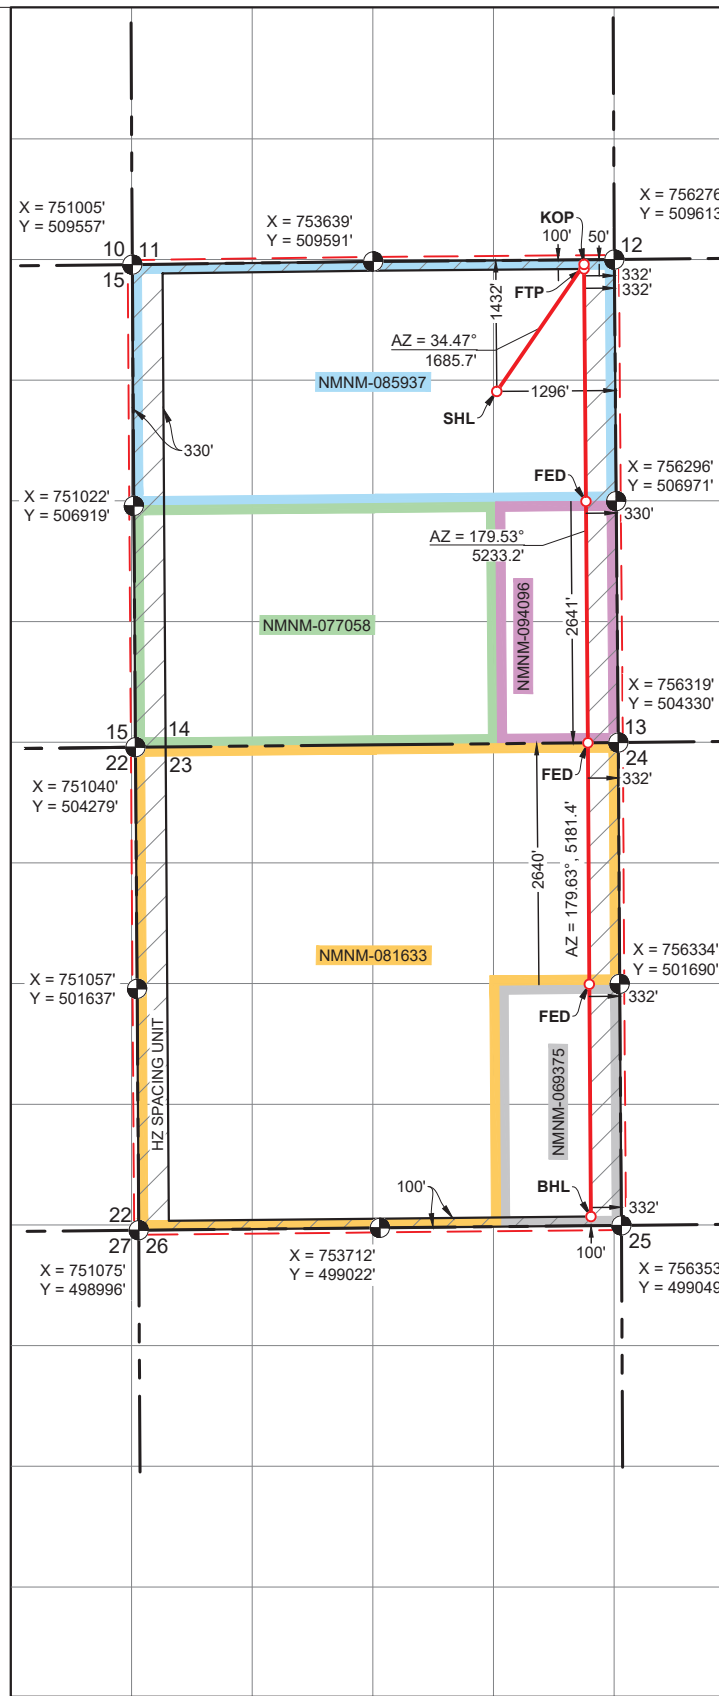 X = 751005'
Y = 509557'
X = 753639'
Y = 509591'
KOP
X = 756276
Y = 509613
10 11
12
15
100'
50'
FTP
332'
332'
1432'
AZ = 34.47°
1685.7'
NMNM-085937
1296'
SHL
330'
X = 751022'
Y = 506919'
FED
X = 756296'
Y = 506971'
330'
AZ = 179.53°
5233.2'
NMNM-077058
NMNM-094096
2641'
X = 756319'
Y = 504330'
15 14
13
22 23
24
FED
332'
X = 751040'
Y = 504279'
2640'
AZ = 179.63°, 5181.4'
NMNM-081633
X = 756334'
Y = 501690'
X = 751057'
Y = 501637'
332'
FED
HZ SPACING UNIT
NMNM-069375
100'
BHL
332'
22
27 26
25
100'
X = 753712'
Y = 499022'
X = 751075'
Y = 498996'
X = 756353
Y = 499049